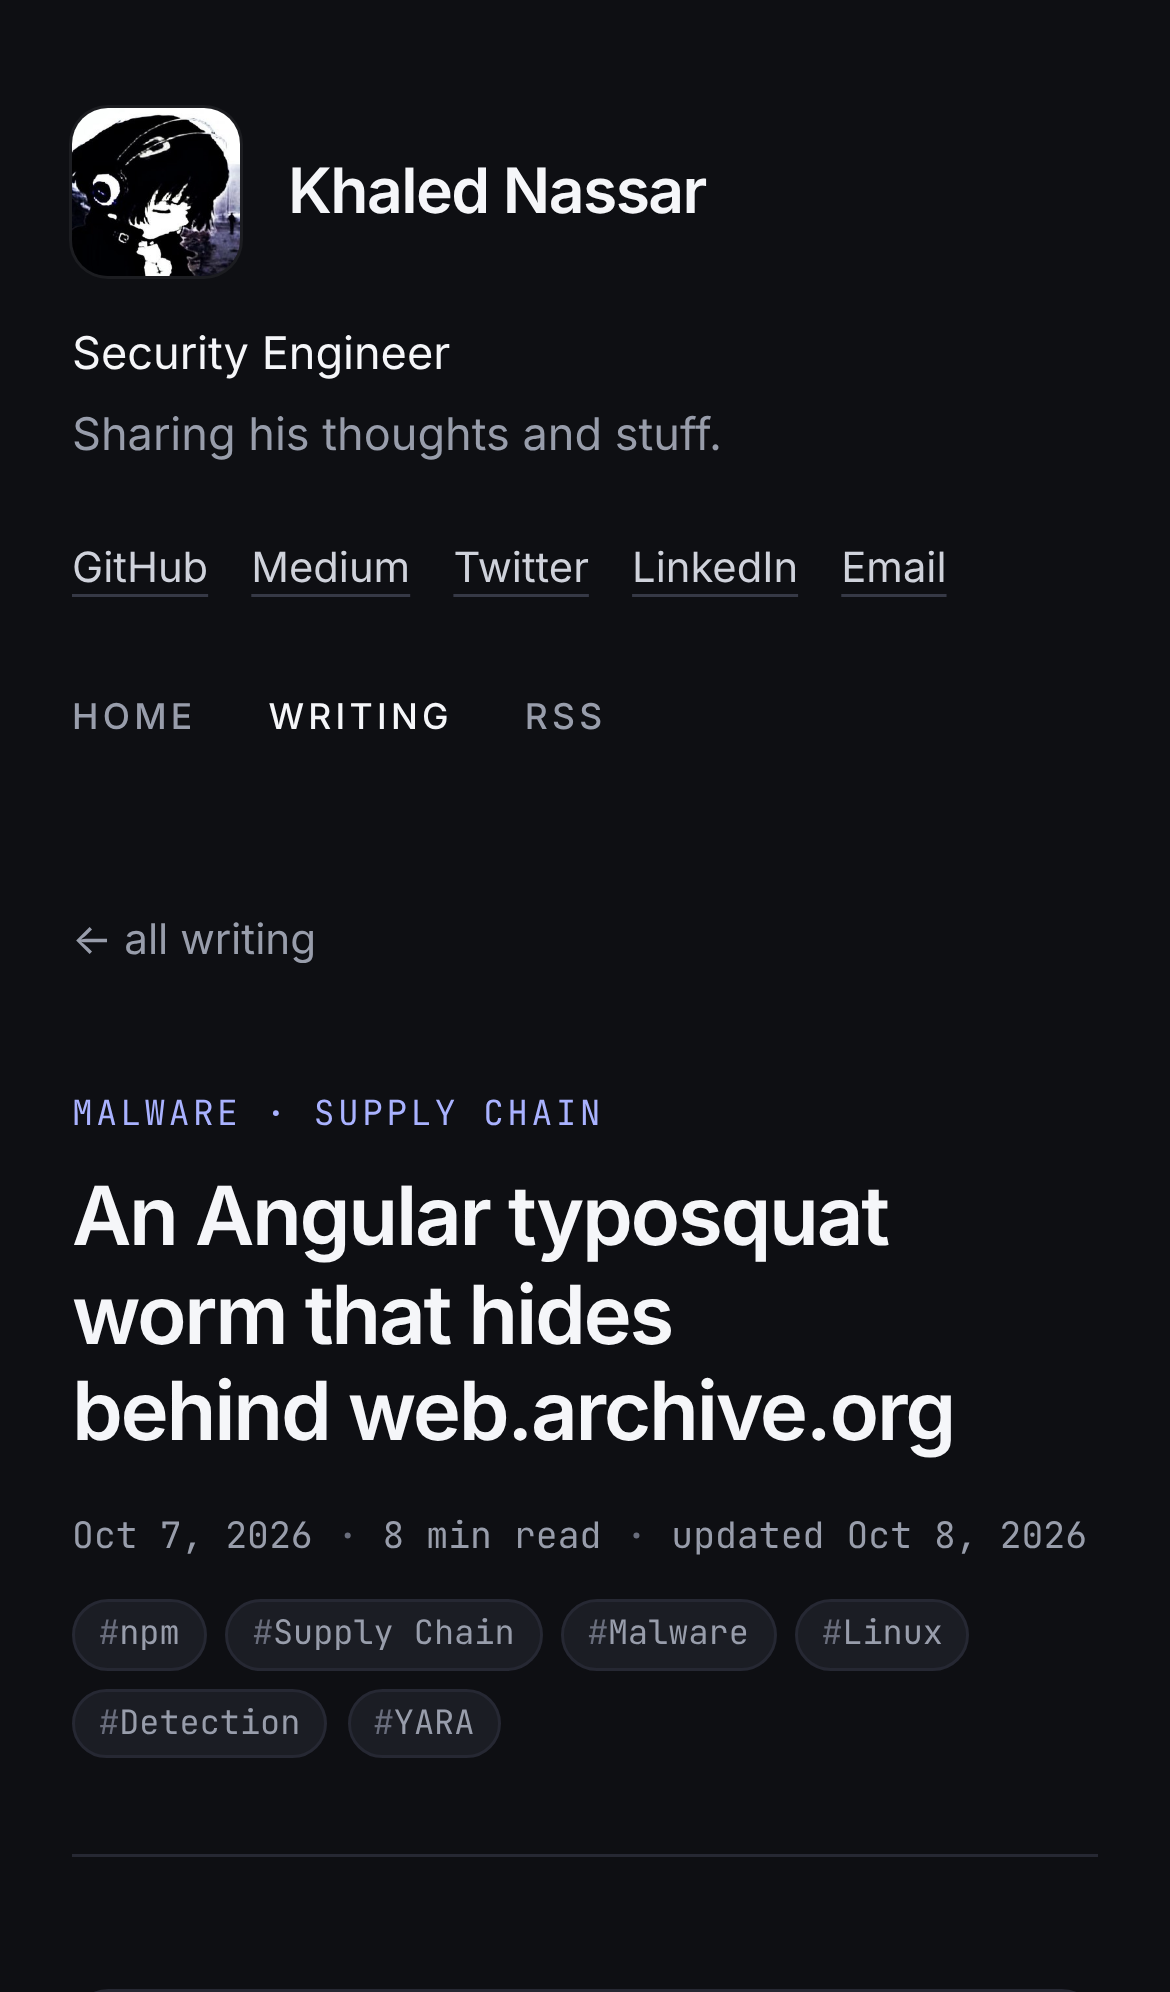 Khaled Nassar
Security Engineer
Sharing his thoughts and stuff.
GitHub Medium Twitter LinkedIn Email
HOME WRITING RSS
← all writing
MALWARE · SUPPLY CHAIN
An Angular typosquat
worm that hides
behind web.archive.org
Oct 7, 2026 · 8 min read · updated Oct 8, 2026
#npm #Supply Chain #Malware #Linux
#Detection #YARA